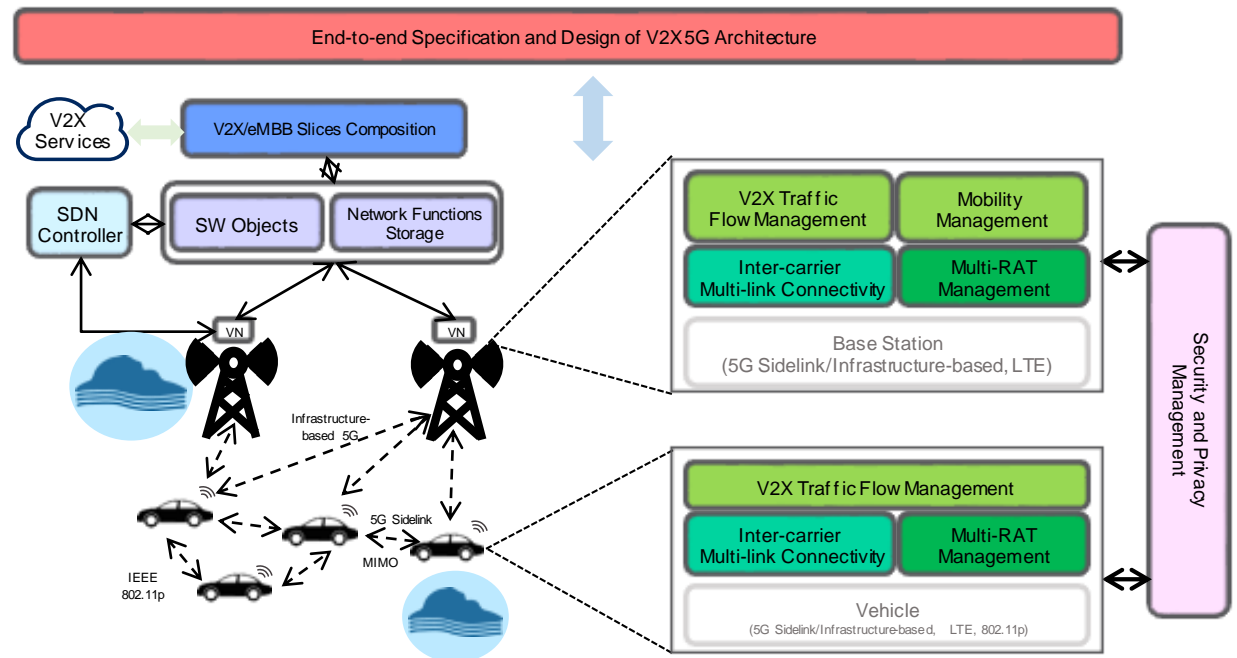 End-to-end Specification and Design of V2X 5G Architecture
V2X
Services
V2X/eMBB Slices Composition
SDN
Controller
SW Objects
Network Functions
Storage
VN
VN
Infrastructure-
based 5G
5G Sidelink
MIMO
IEEE
802.11p
V2X Traffic
Flow Management
Mobility
Management
Inter-carrier
Multi-link Connectivity
Multi-RAT
Management
Base Station
(5G Sidelink/Infrastructure-based, LTE)
V2X Traffic Flow Management
Inter-carrier
Multi-link Connectivity
Multi-RAT
Management
Vehicle
(5G Sidelink/Infrastructure-based, LTE, 802.11p)
Security and Privacy
Management